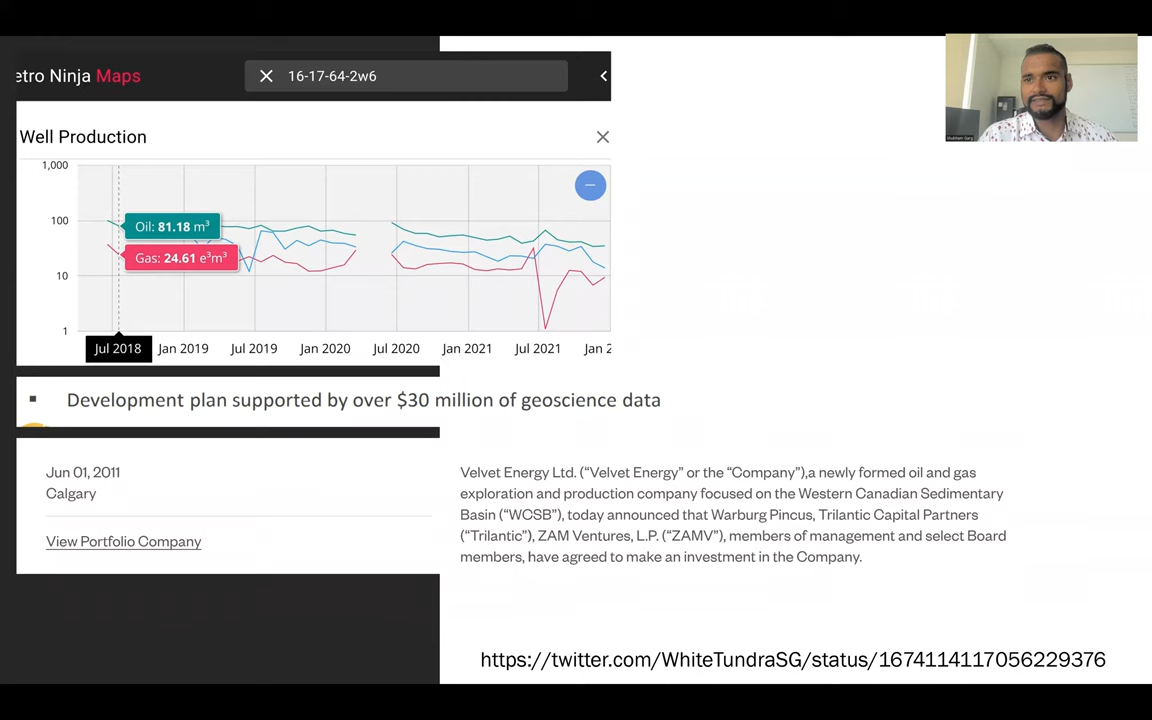 etro Ninja Maps
16-17-64-2w6
Well Production
1,000
100
10
1
Oil: 81.18 m³
Gas: 24.61 e³m³
Jul 2018 Jan 2019 Jul 2019 Jan 2020 Jul 2020 Jan 2021 Jul 2021 Jan 2
Development plan supported by over $30 million of geoscience data
Jun 01, 2011
Calgary
View Portfolio Company
Velvet Energy Ltd. (“Velvet Energy” or the “Company”),a newly formed oil and gas
exploration and production company focused on the Western Canadian Sedimentary
Basin (“WCSB”), today announced that Warburg Pincus, Trilantic Capital Partners
(“Trilantic”), ZAM Ventures, L.P. (“ZAMV”), members of management and select Board
members, have agreed to make an investment in the Company.
https://twitter.com/WhiteTundraSG/status/1674114117056229376
Shubham Garg